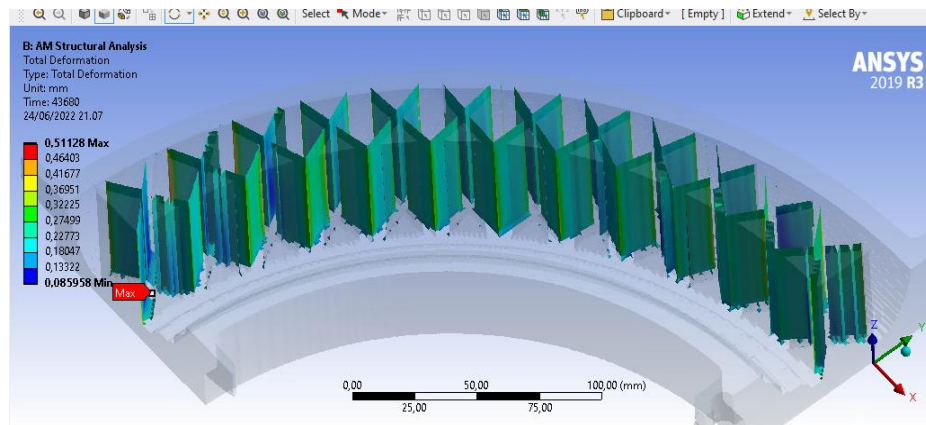 Select Mode Clipboard [ Empty ] Extend Select By
B: AM Structural Analysis
Total Deformation
Type: Total Deformation
Unit: mm
Time: 43680
24/06/2022 21.07
ANSYS
2019 R3
0,51128 Max
0,46403
0,41677
0,36951
0,32225
0,27499
0,22773
0,18047
0,13322
0,085958 Min
Max
0,00 50,00 100,00 (mm)
25,00 75,00
Z
Y
X